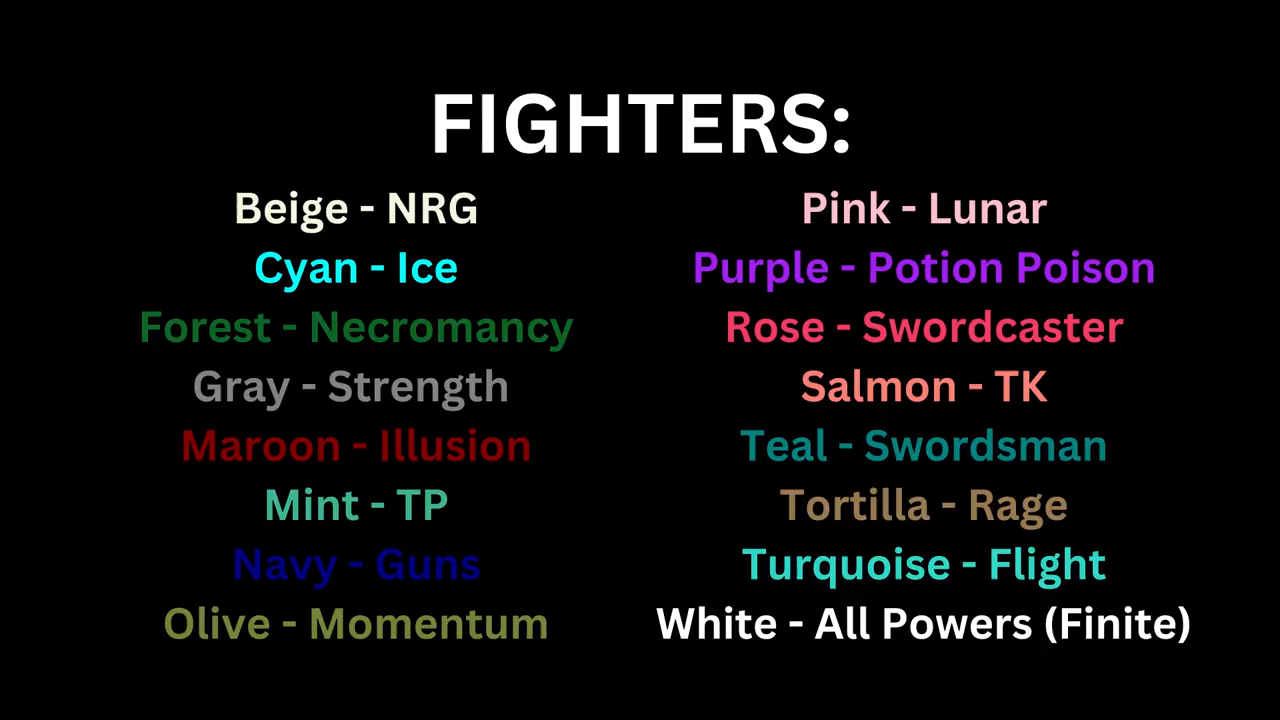 FIGHTERS:
Beige - NRG
Cyan - Ice
Forest - Necromancy
Gray - Strength
Maroon - Illusion
Mint - TP
Navy - Guns
Olive - Momentum
Pink - Lunar
Purple - Potion Poison
Rose - Swordcaster
Salmon - TK
Teal - Swordsman
Tortilla - Rage
Turquoise - Flight
White - All Powers (Finite)